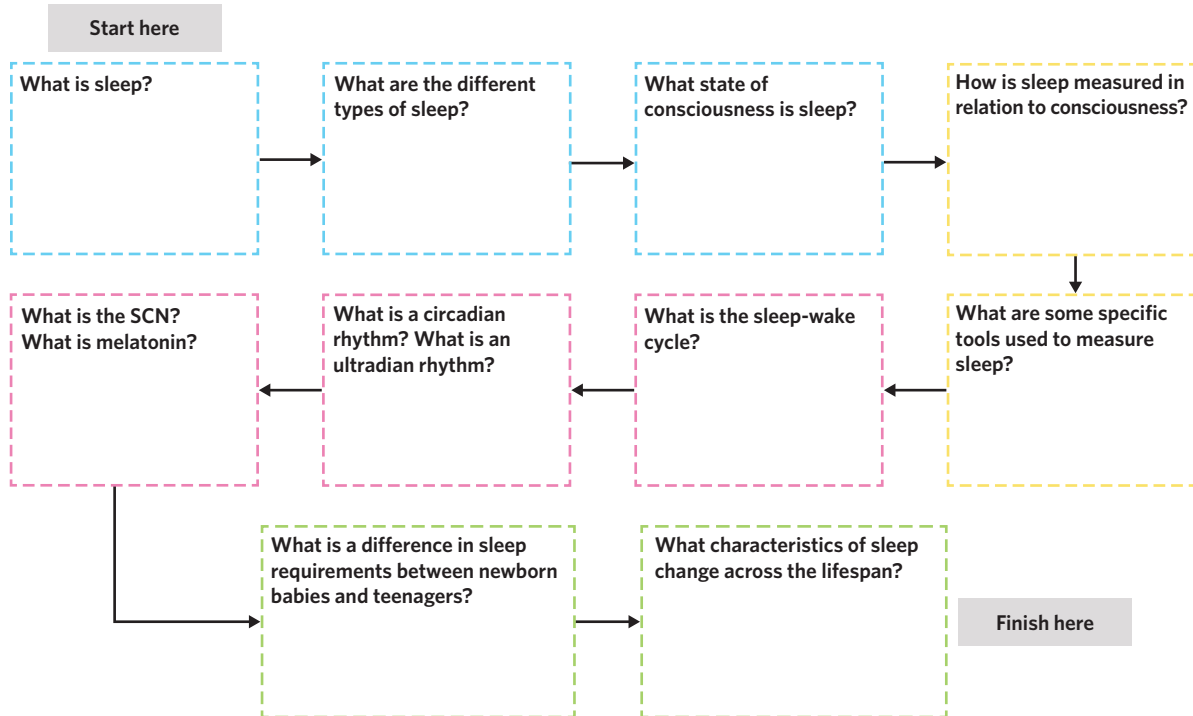 Start here
What is sleep?
What are the different
types of sleep?
What state of
consciousness is sleep?
How is sleep measured in
relation to consciousness?
What are some specific
tools used to measure
sleep?
What is the sleep-wake
cycle?
What is a circadian
rhythm? What is an
ultradian rhythm?
What is the SCN?
What is melatonin?
What is a difference in sleep
requirements between newborn
babies and teenagers?
What characteristics of sleep
change across the lifespan?
Finish here